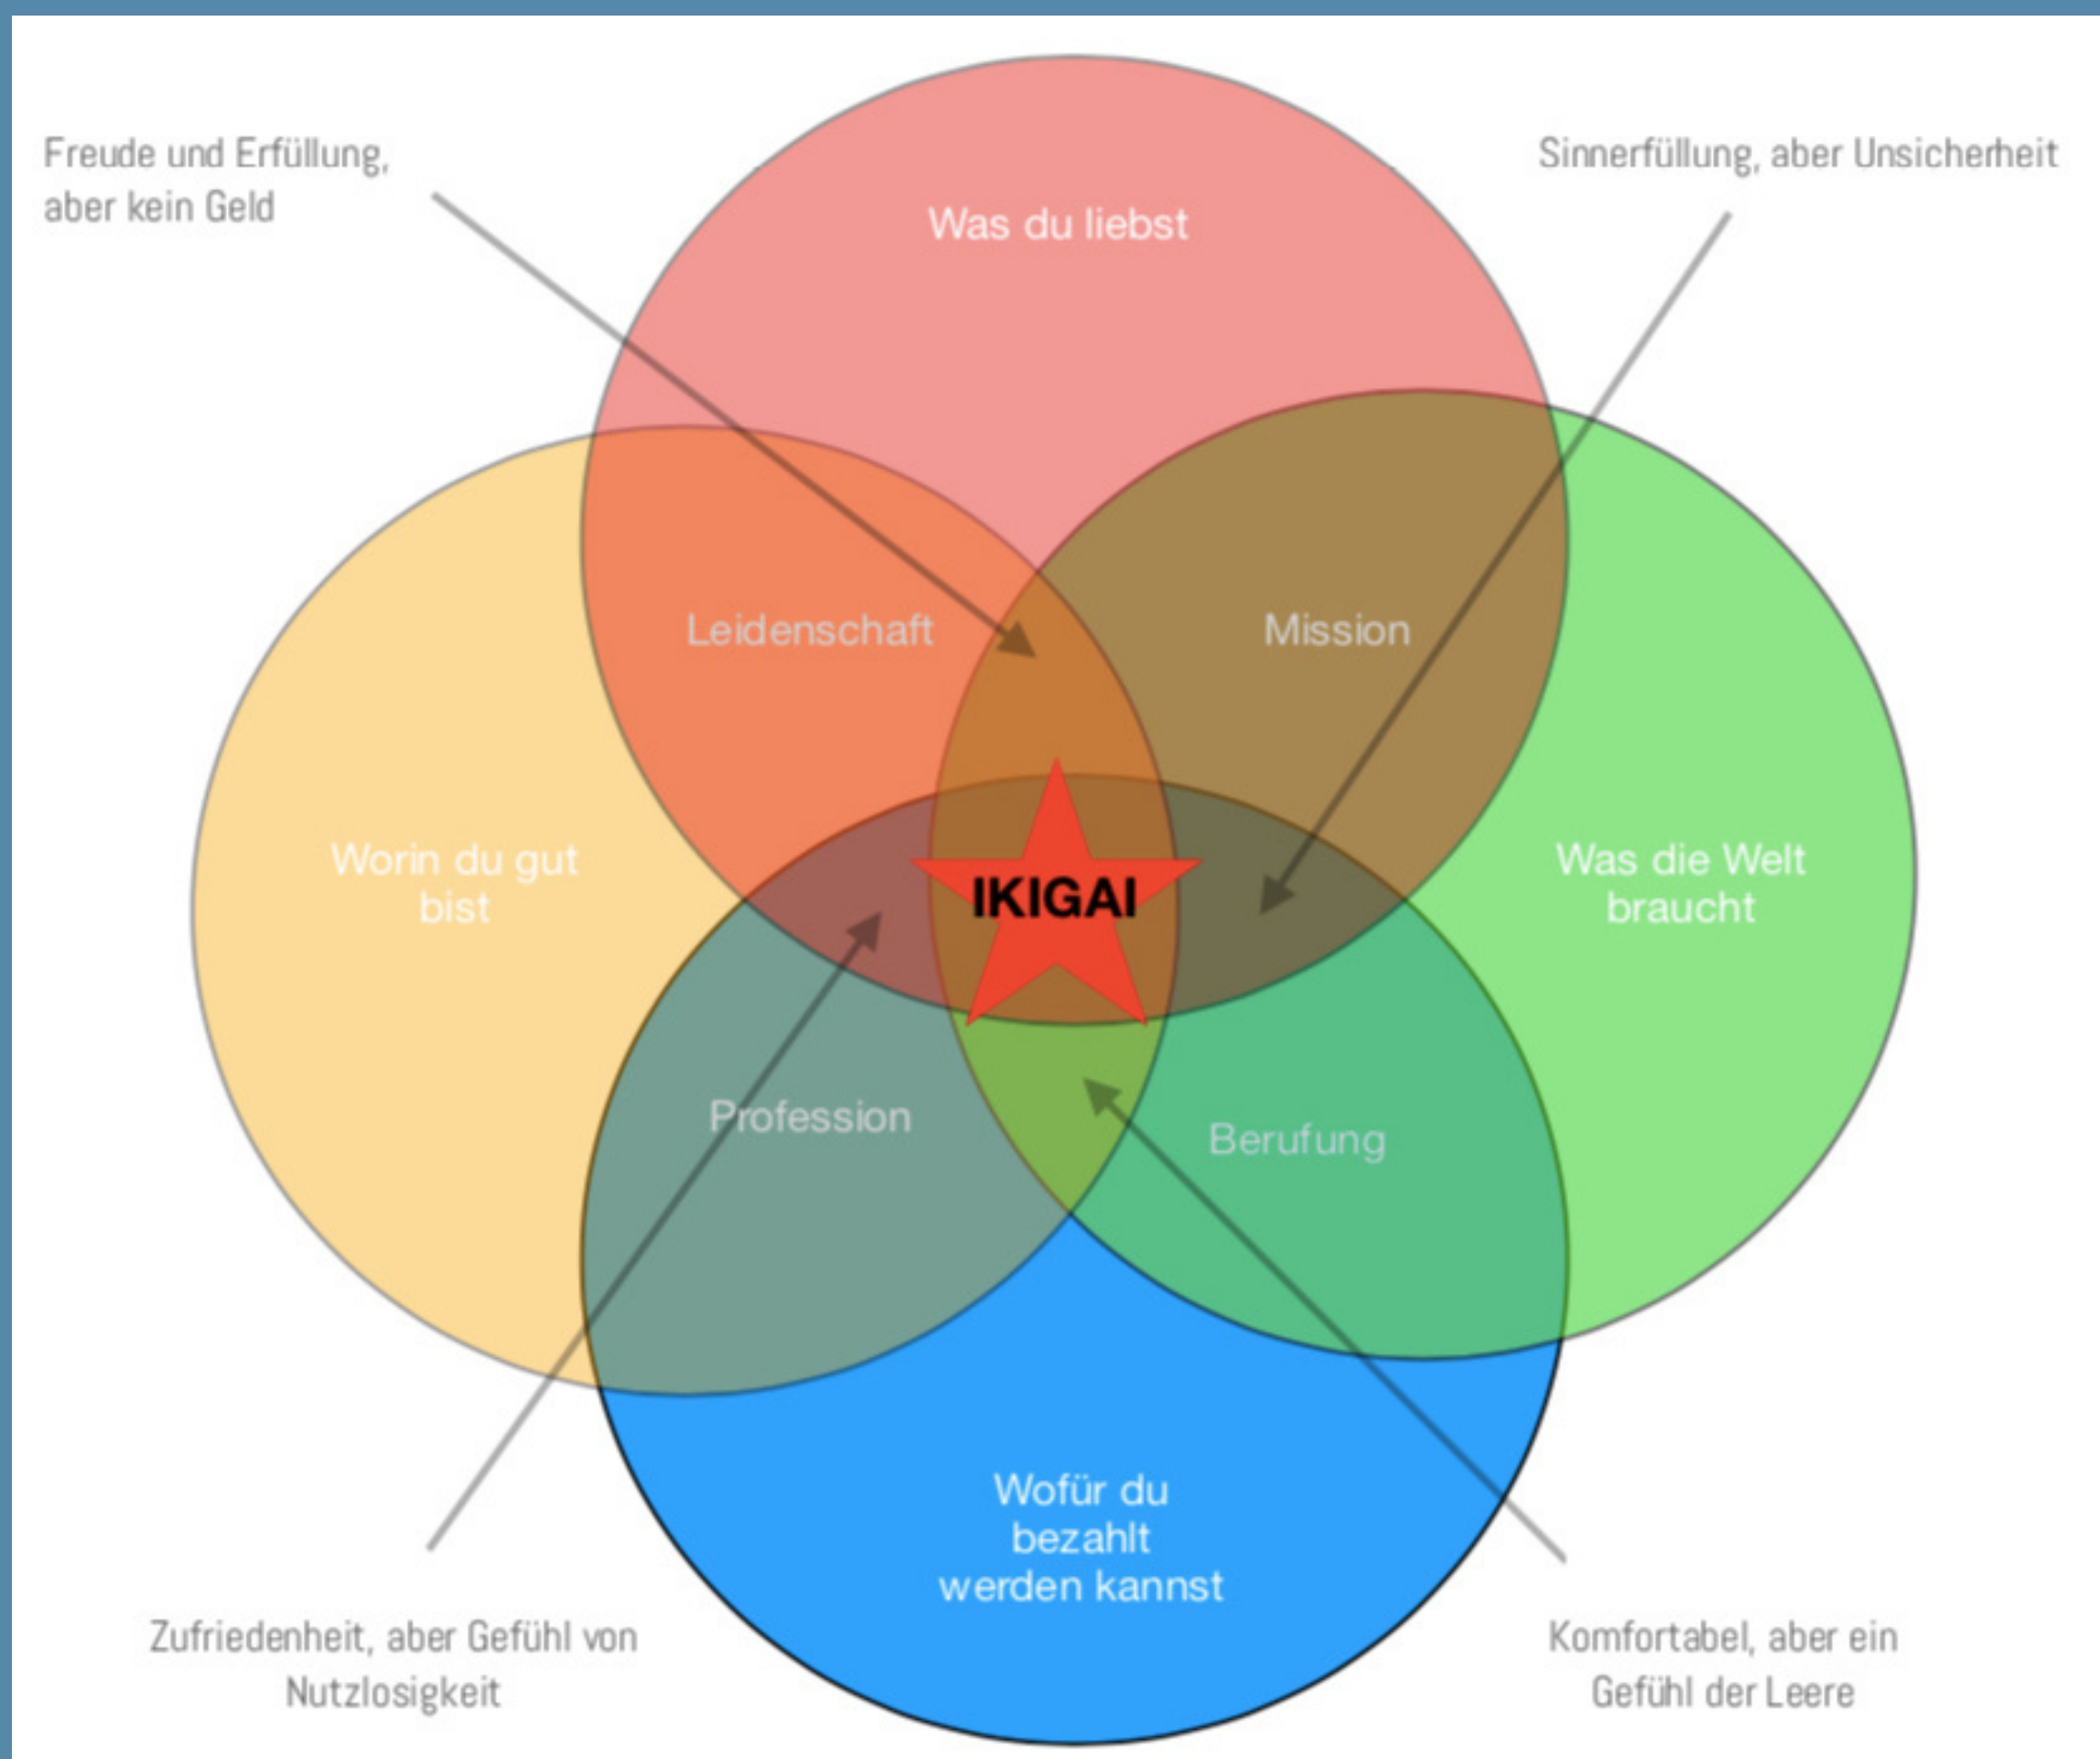 Freude und Erfüllung,
aber kein Geld
Sinnerfüllung, aber Unsicherheit
Was du liebst
Leidenschaft
Mission
Worin du gut
bist
IKIGAI
Was die Welt
braucht
Profession
Berufung
Wofür du
bezahlt
werden kannst
Zufriedenheit, aber Gefühl von
Nutzlosigkeit
Komfortabel, aber ein
Gefühl der Leere